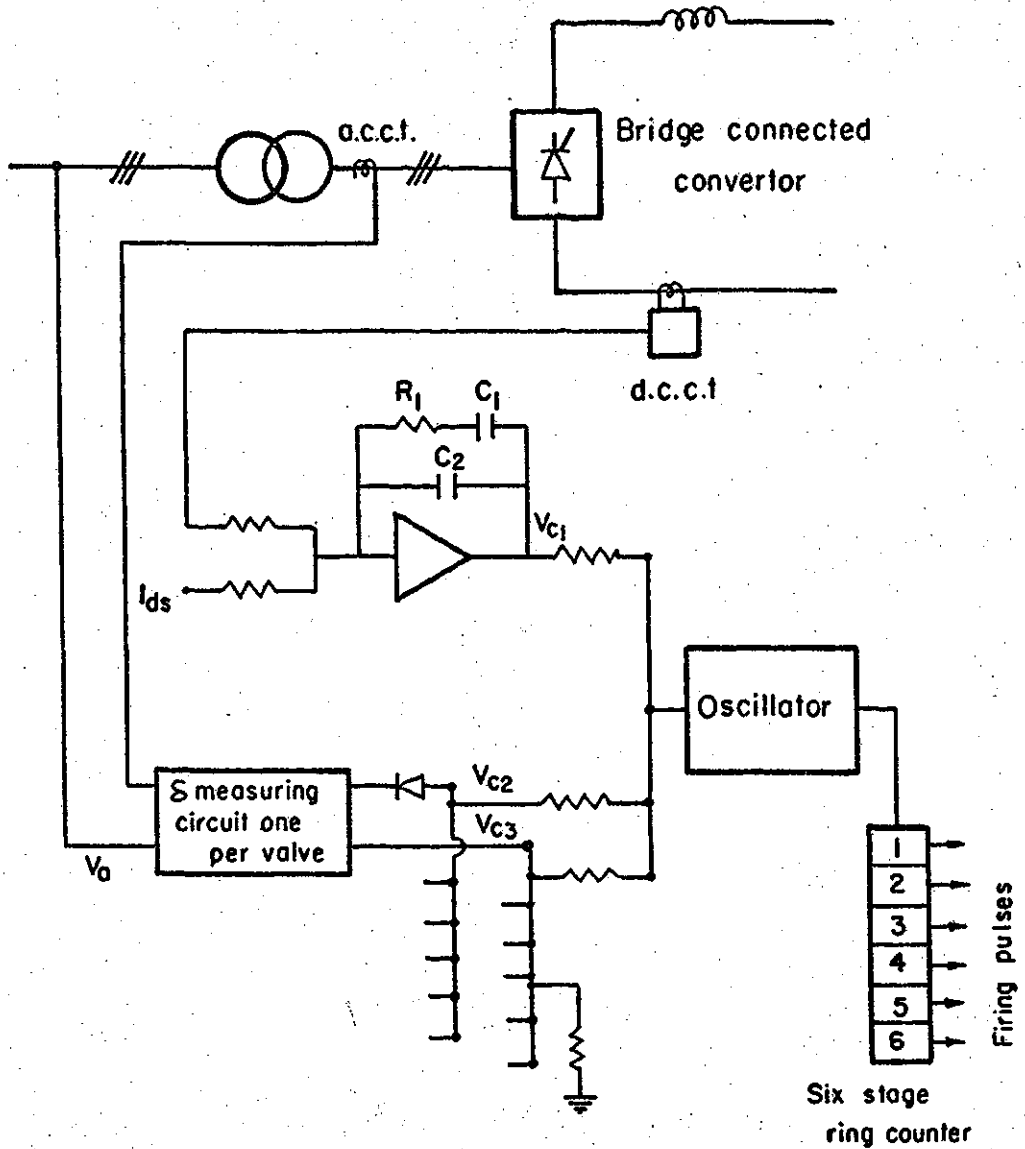 a.c.c.t.
Bridge connected
convertor
d.c.c.t
R1
C1
C2
Vc1
Ids
Oscillator
δ measuring
circuit one
per valve
Vc2
Vc3
Va
1
2
3
4
5
6
Firing pulses
Six stage
ring counter